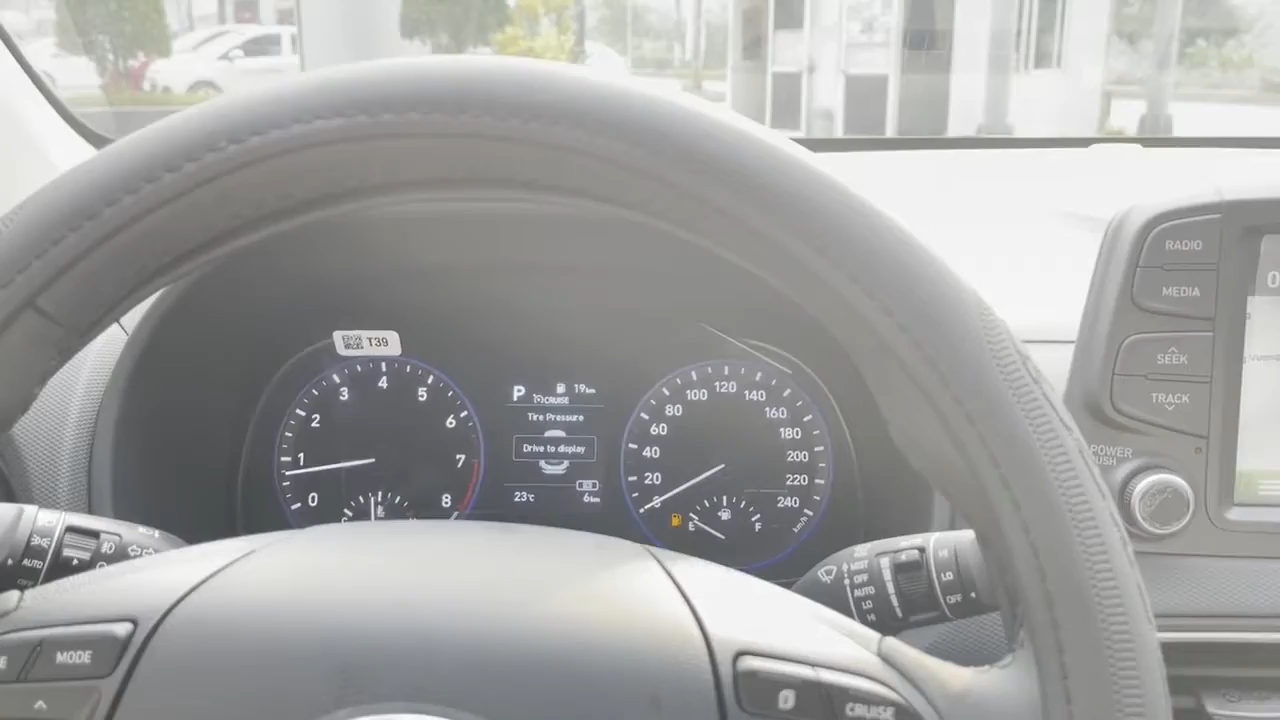 RADIO
MEDIA
SEEK
TRACK
POWER
PUSH
T39
0
1
2
3
4
5
6
7
8
P
19km
CRUISE
Tire Pressure
Drive to display
23℃
6km
0
20
40
60
80
100
120
140
160
180
200
220
240
km/h
E
F
AUTO
OFF
MODE
MIST
OFF
AUTO
LO
HI
HI
LO
OFF
CRUISE